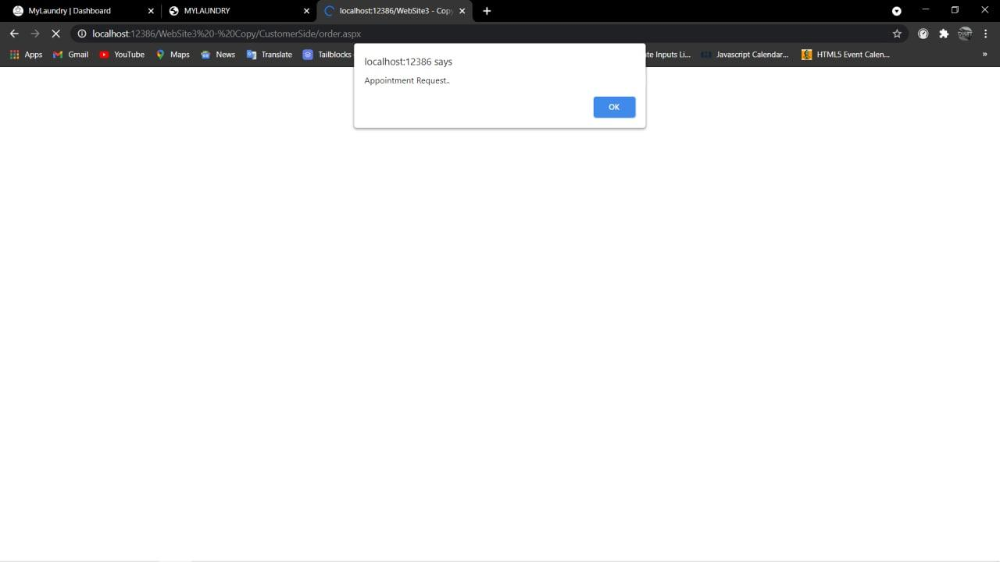 MyLaundry | Dashboard
MYLAUNDRY
localhost:12386/WebSite3 - Copy
localhost:12386/WebSite3%20-%20Copy/CustomerSide/order.aspx
Apps
Gmail
YouTube
Maps
News
Translate
Tailblocks
Inputs Li...
Javascript Calendar...
HTML5 Event Calen...
»
localhost:12386 says
Appointment Request..
OK